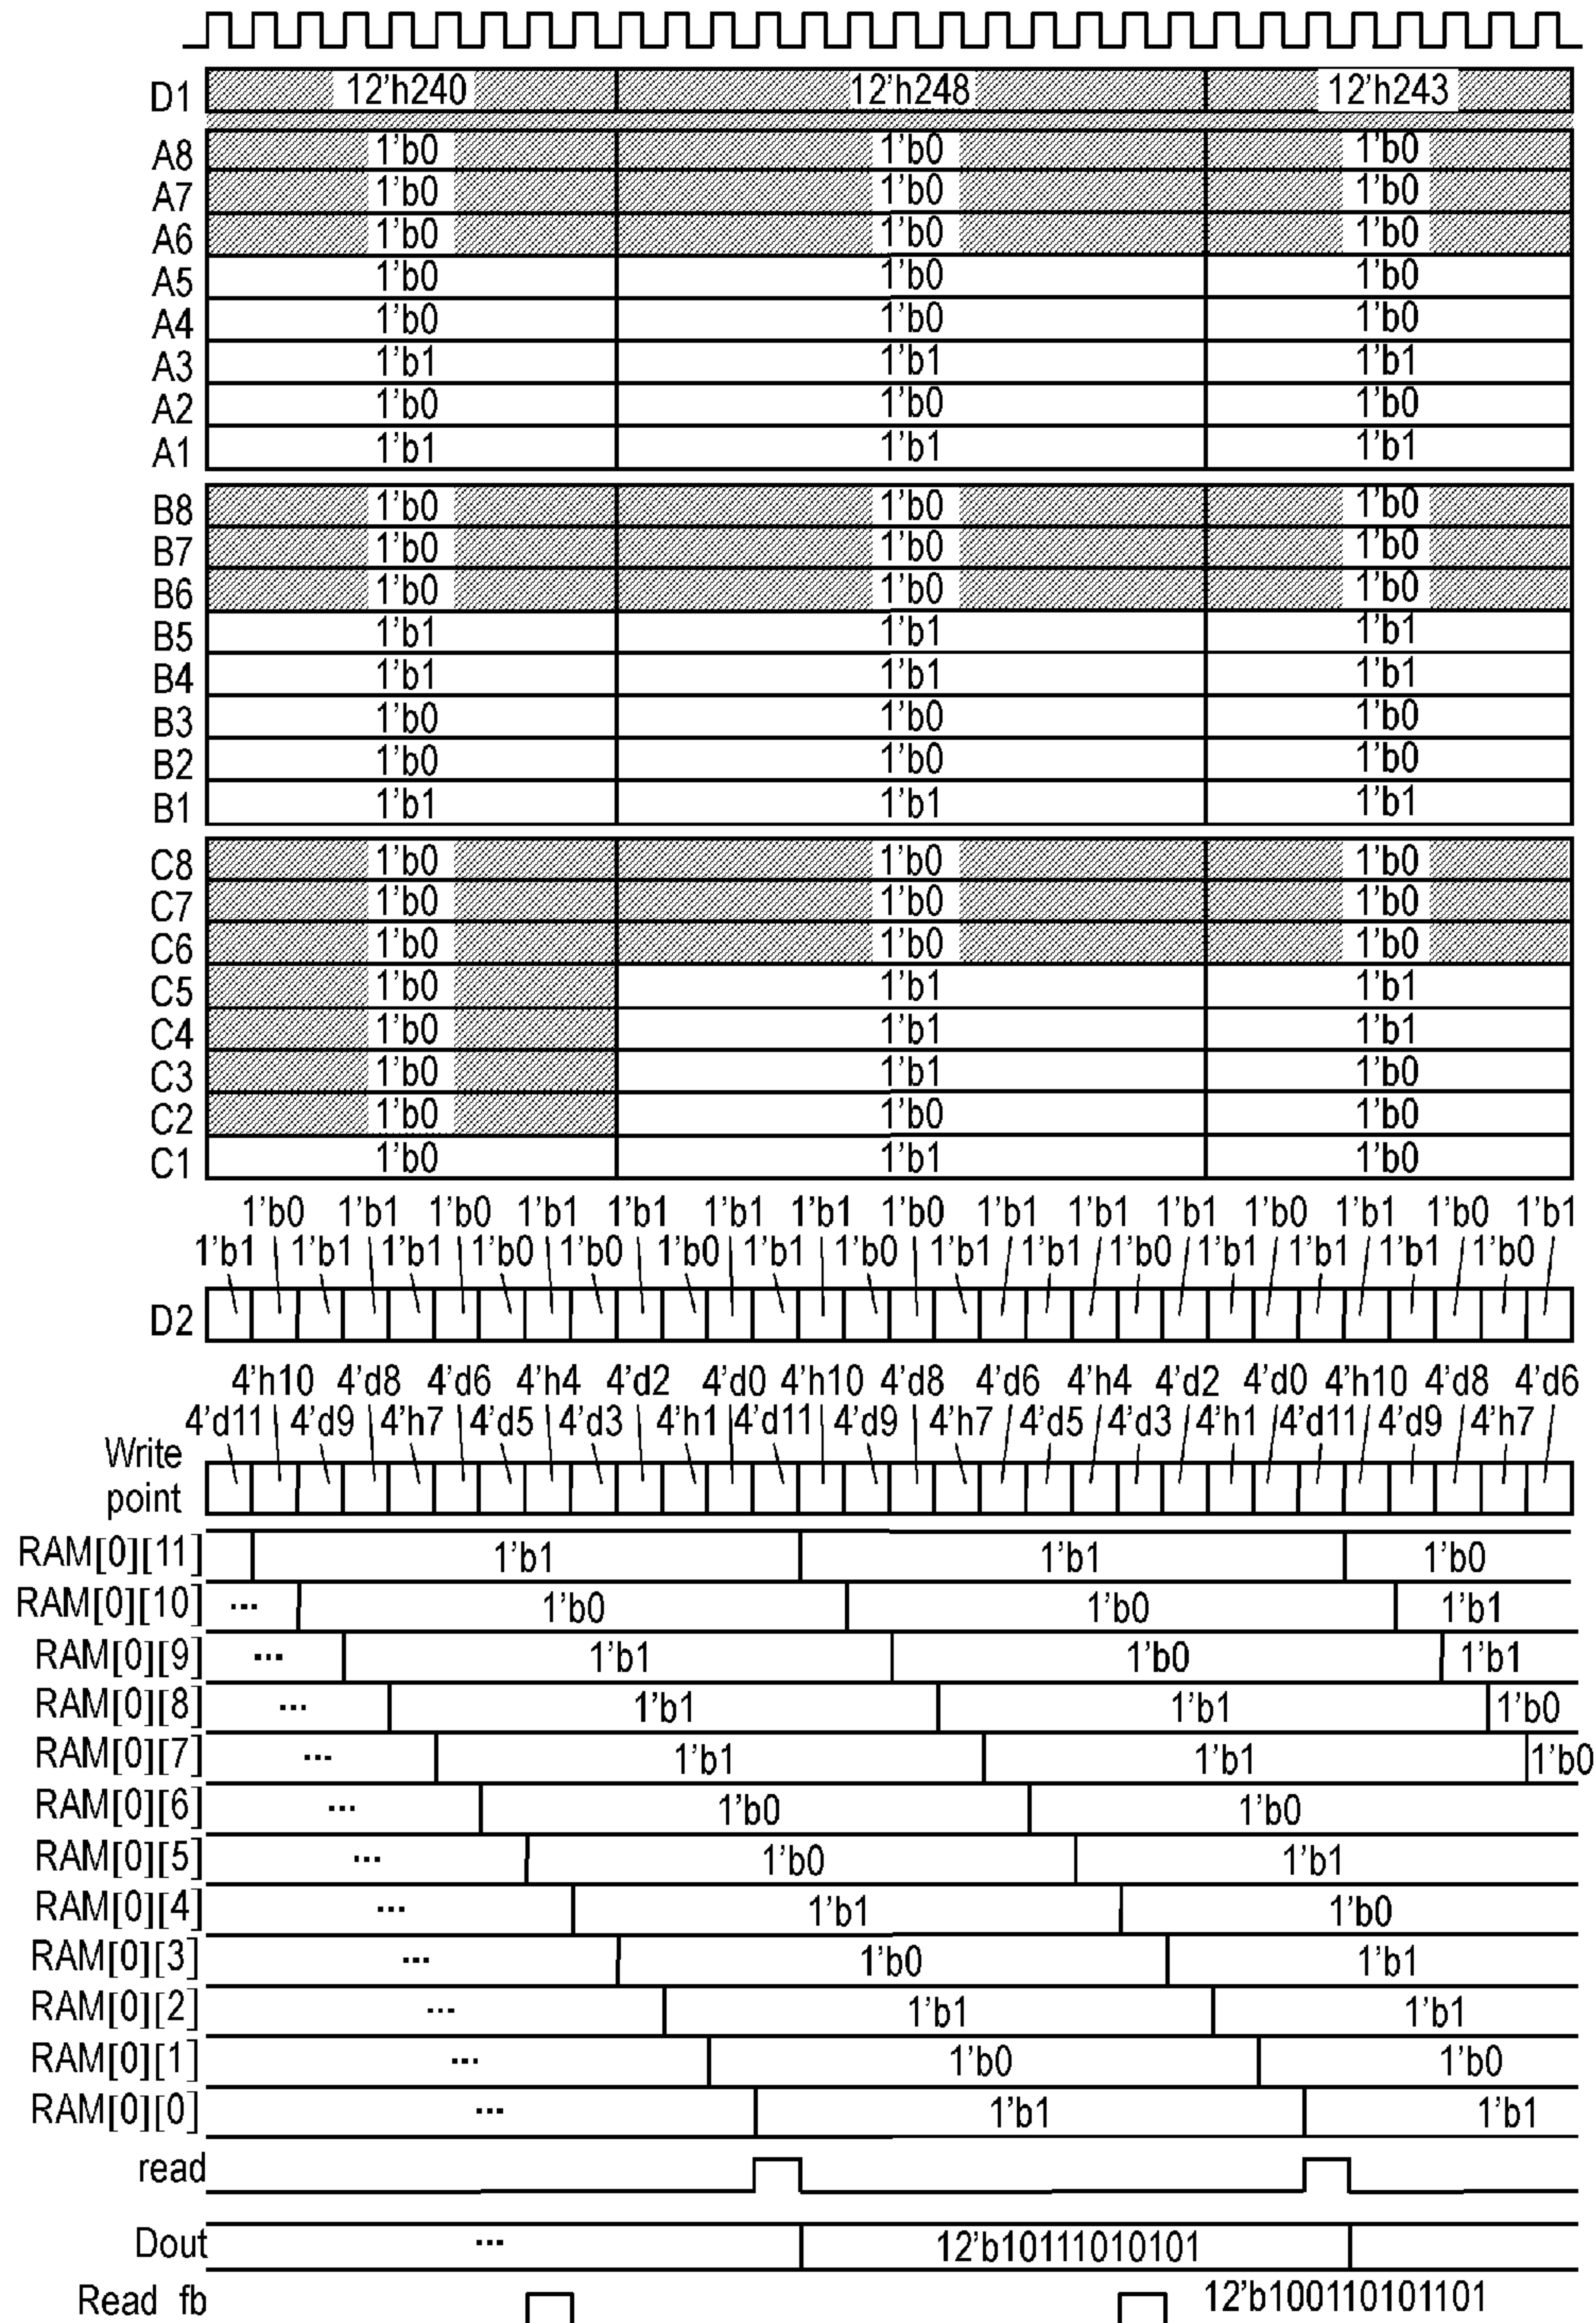 D1 12'h240 12'h248 12'h243
A8 1'b0 1'b0 1'b0
A7 1'b0 1'b0 1'b0
A6 1'b0 1'b0 1'b0
A5 1'b0 1'b0 1'b0
A4 1'b0 1'b0 1'b0
A3 1'b1 1'b1 1'b1
A2 1'b0 1'b0 1'b0
A1 1'b1 1'b1 1'b1
B8 1'b0 1'b0 1'b0
B7 1'b0 1'b0 1'b0
B6 1'b0 1'b0 1'b0
B5 1'b1 1'b1 1'b1
B4 1'b1 1'b1 1'b1
B3 1'b0 1'b0 1'b0
B2 1'b0 1'b0 1'b0
B1 1'b1 1'b1 1'b1
C8 1'b0 1'b0 1'b0
C7 1'b0 1'b0 1'b0
C6 1'b0 1'b0 1'b0
C5 1'b0 1'b1 1'b1
C4 1'b0 1'b1 1'b1
C3 1'b0 1'b1 1'b0
C2 1'b0 1'b0 1'b0
C1 1'b0 1'b1 1'b0
1'b0 1'b1 1'b0 1'b1 1'b1 1'b1 1'b1 1'b0 1'b1 1'b1 1'b1 1'b0 1'b1 1'b0 1'b1
1'b1 1'b1 1'b1 1'b0 1'b0 1'b0 1'b1 1'b0 1'b1 1'b1 1'b0 1'b1 1'b1 1'b1 1'b0
D2
4'h10 4'd8 4'd6 4'h4 4'd2 4'd0 4'h10 4'd8 4'd6 4'h4 4'd2 4'd0 4'h10 4'd8 4'd6
4'd11 4'd9 4'h7 4'd5 4'd3 4'h1 4'd11 4'd9 4'h7 4'd5 4'd3 4'h1 4'd11 4'd9 4'h7
Write
point
RAM[0][11] 1'b1 1'b1 1'b0
RAM[0][10] ... 1'b0 1'b0 1'b1
RAM[0][9] ... 1'b1 1'b0 1'b1
RAM[0][8] ... 1'b1 1'b1 1'b0
RAM[0][7] ... 1'b1 1'b1 1'b0
RAM[0][6] ... 1'b0 1'b0
RAM[0][5] ... 1'b0 1'b1
RAM[0][4] ... 1'b1 1'b0
RAM[0][3] ... 1'b0 1'b1
RAM[0][2] ... 1'b1 1'b1
RAM[0][1] ... 1'b0 1'b0
RAM[0][0] ... 1'b1 1'b1
read
Dout ... 12'b10111010101
Read fb 12'b100110101101